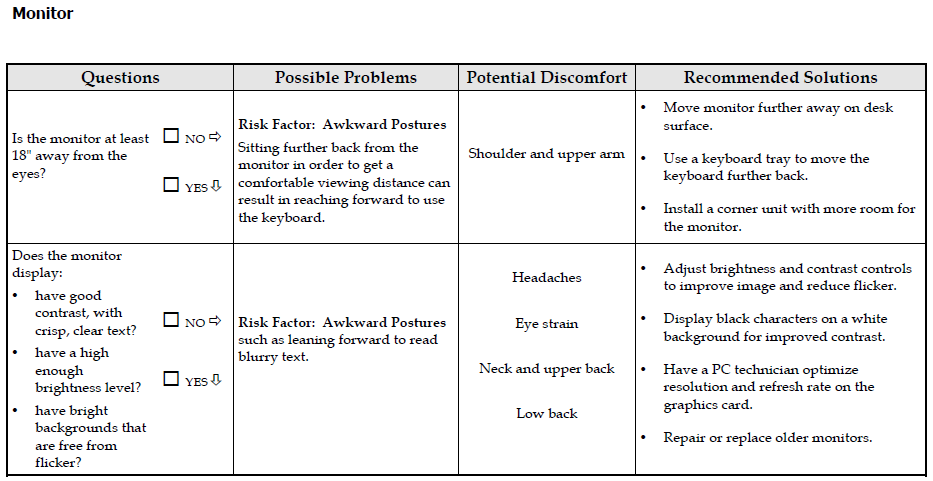 Monitor
Questions
Possible Problems
Potential Discomfort
Recommended Solutions
Is the monitor at least
18" away from the
eyes?
☐ NO ⇨
☐ YES ⇩
Risk Factor: Awkward Postures
Sitting further back from the
monitor in order to get a
comfortable viewing distance can
result in reaching forward to use
the keyboard.
Shoulder and upper arm
• Move monitor further away on desk
surface.
• Use a keyboard tray to move the
keyboard further back.
• Install a corner unit with more room for
the monitor.
Does the monitor
display:
• have good
contrast, with
crisp, clear text?
• have a high
enough
brightness level?
• have bright
backgrounds that
are free from
flicker?
☐ NO ⇨
☐ YES ⇩
Risk Factor: Awkward Postures
such as leaning forward to read
blurry text.
Headaches
Eye strain
Neck and upper back
Low back
• Adjust brightness and contrast controls
to improve image and reduce flicker.
• Display black characters on a white
background for improved contrast.
• Have a PC technician optimize
resolution and refresh rate on the
graphics card.
• Repair or replace older monitors.